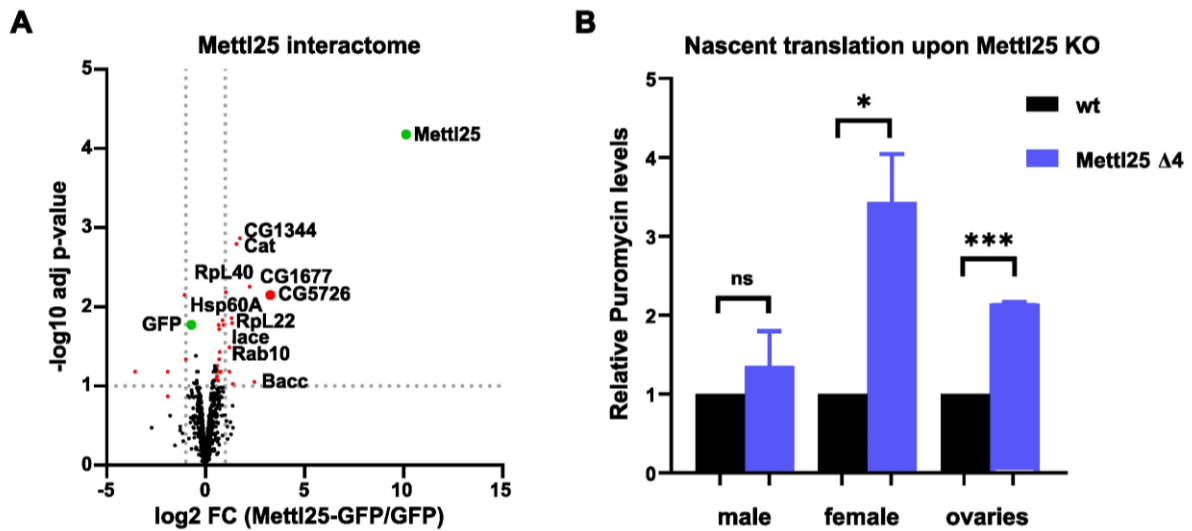 A
Mettl25 interactome
-log10 adj p-value
5
4
3
2
1
0
Mettl25
CG1344
Cat
RpL40 CG1677
CG5726
Hsp60A
GFP RpL22
lace
Rab10
Bacc
-5 0 5 10 15
log2 FC (Mettl25-GFP/GFP)
B
Nascent translation upon Mettl25 KO
Relative Puromycin levels
5
4
3
2
1
0
ns
*
***
wt
Mettl25 Δ4
male female ovaries